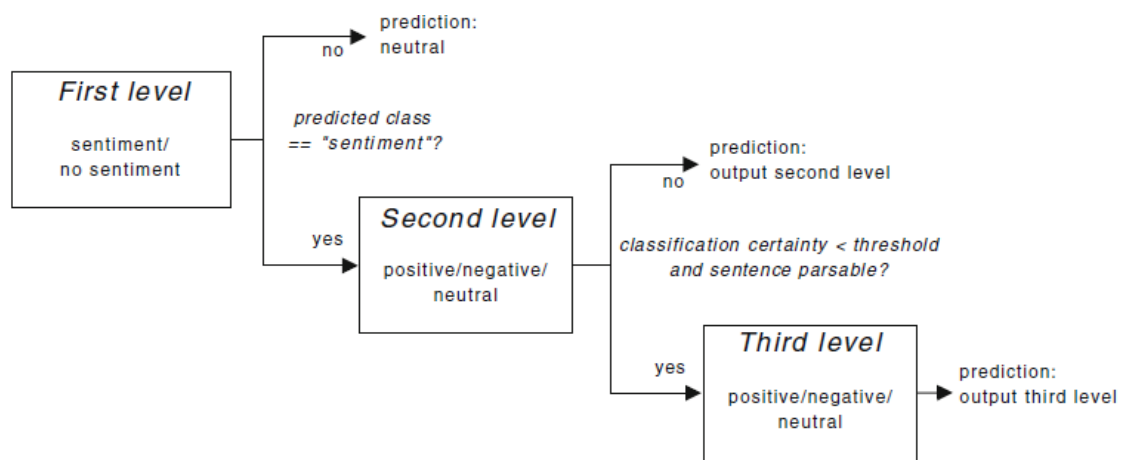 prediction:
no
neutral
First level
sentiment/
no sentiment
predicted class
== "sentiment"?
prediction:
no
output second level
yes
Second level
positive/negative/
neutral
classification certainty < threshold
and sentence parsable?
yes
Third level
positive/negative/
neutral
prediction:
output third level